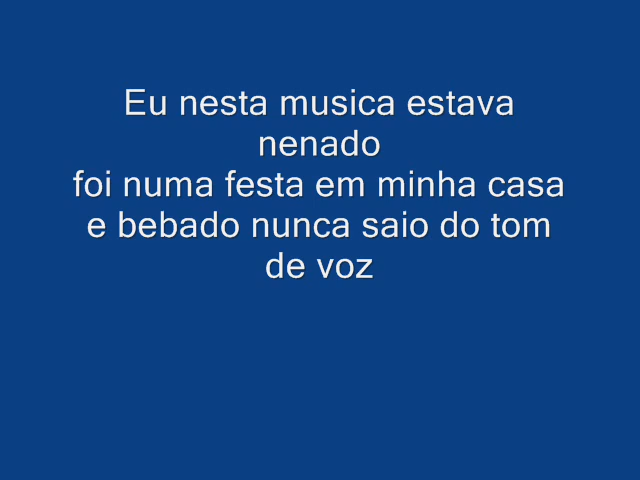 Eu nesta musica estava
nenado
foi numa festa em minha casa
e bebado nunca saio do tom
de voz